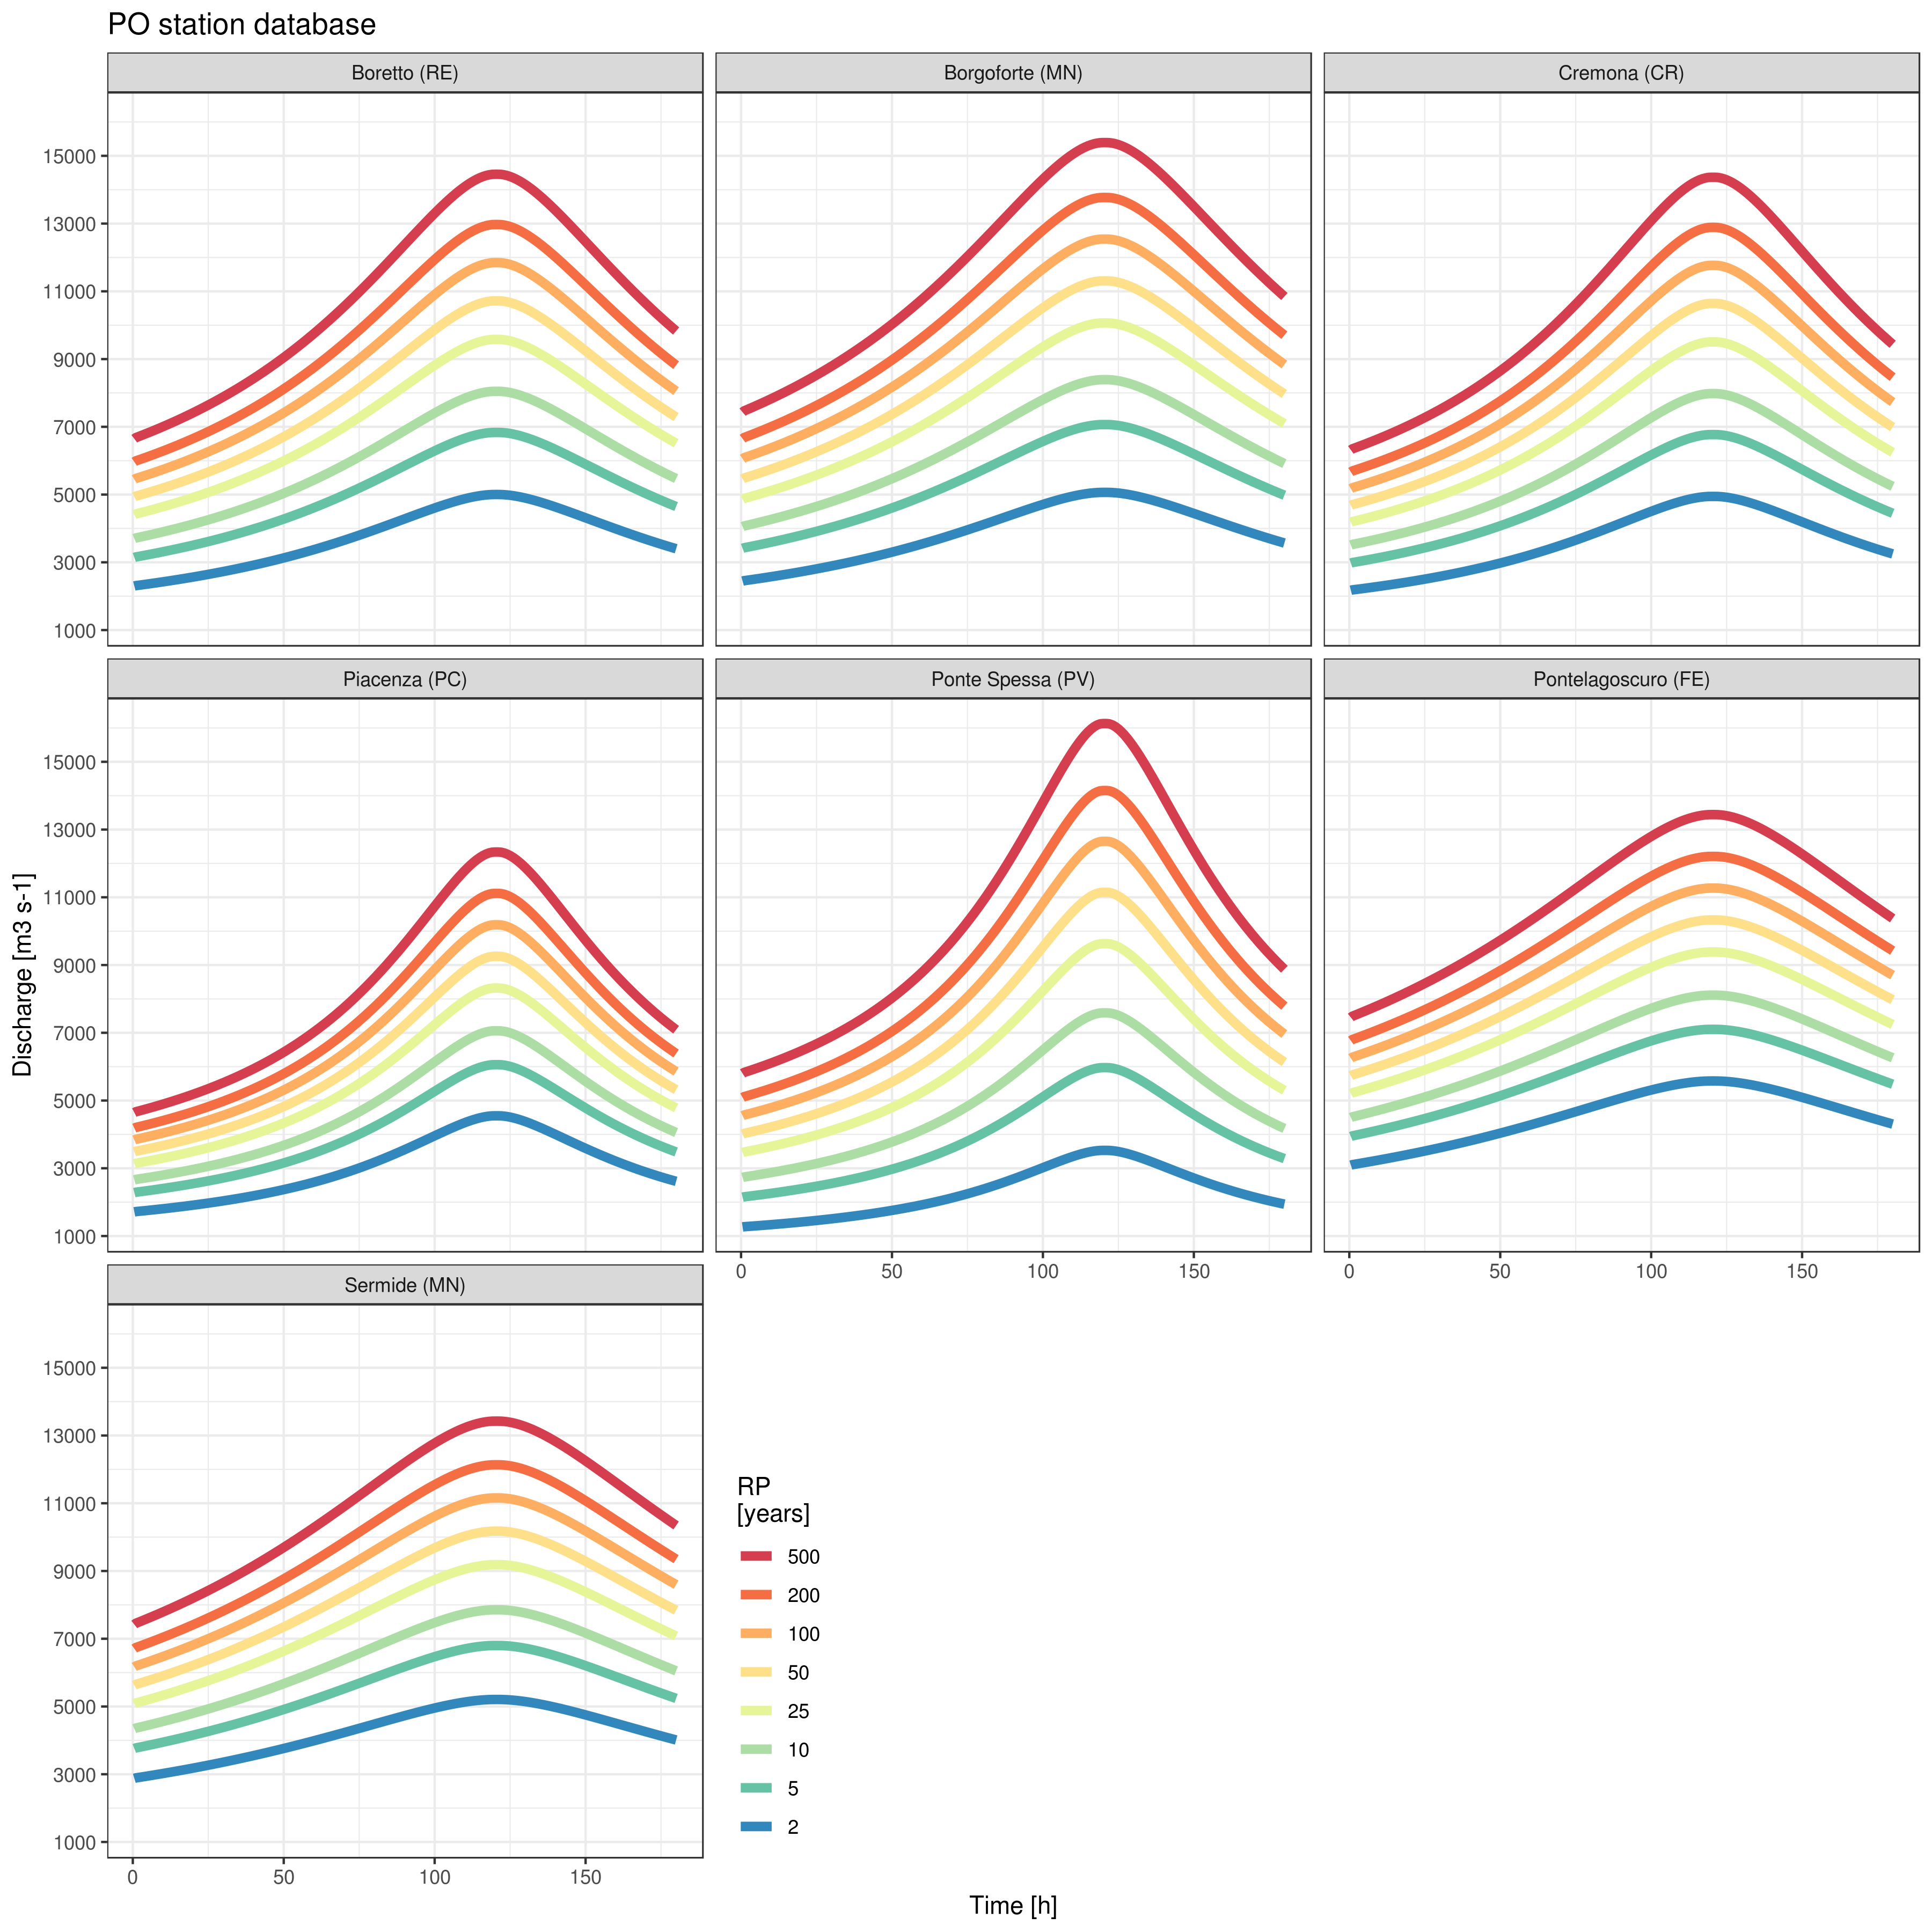 PO station database
Boretto (RE)
Borgoforte (MN)
Cremona (CR)
15000
13000
11000
9000
7000
5000
3000
1000
Piacenza (PC)
Ponte Spessa (PV)
Pontelagoscuro (FE)
15000
13000
11000
9000
7000
5000
3000
1000
0 50 100 150
0 50 100 150
Discharge [m3 s-1]
Sermide (MN)
15000
13000
11000
9000
7000
5000
3000
1000
0 50 100 150
RP
[years]
500
200
100
50
25
10
5
2
Time [h]